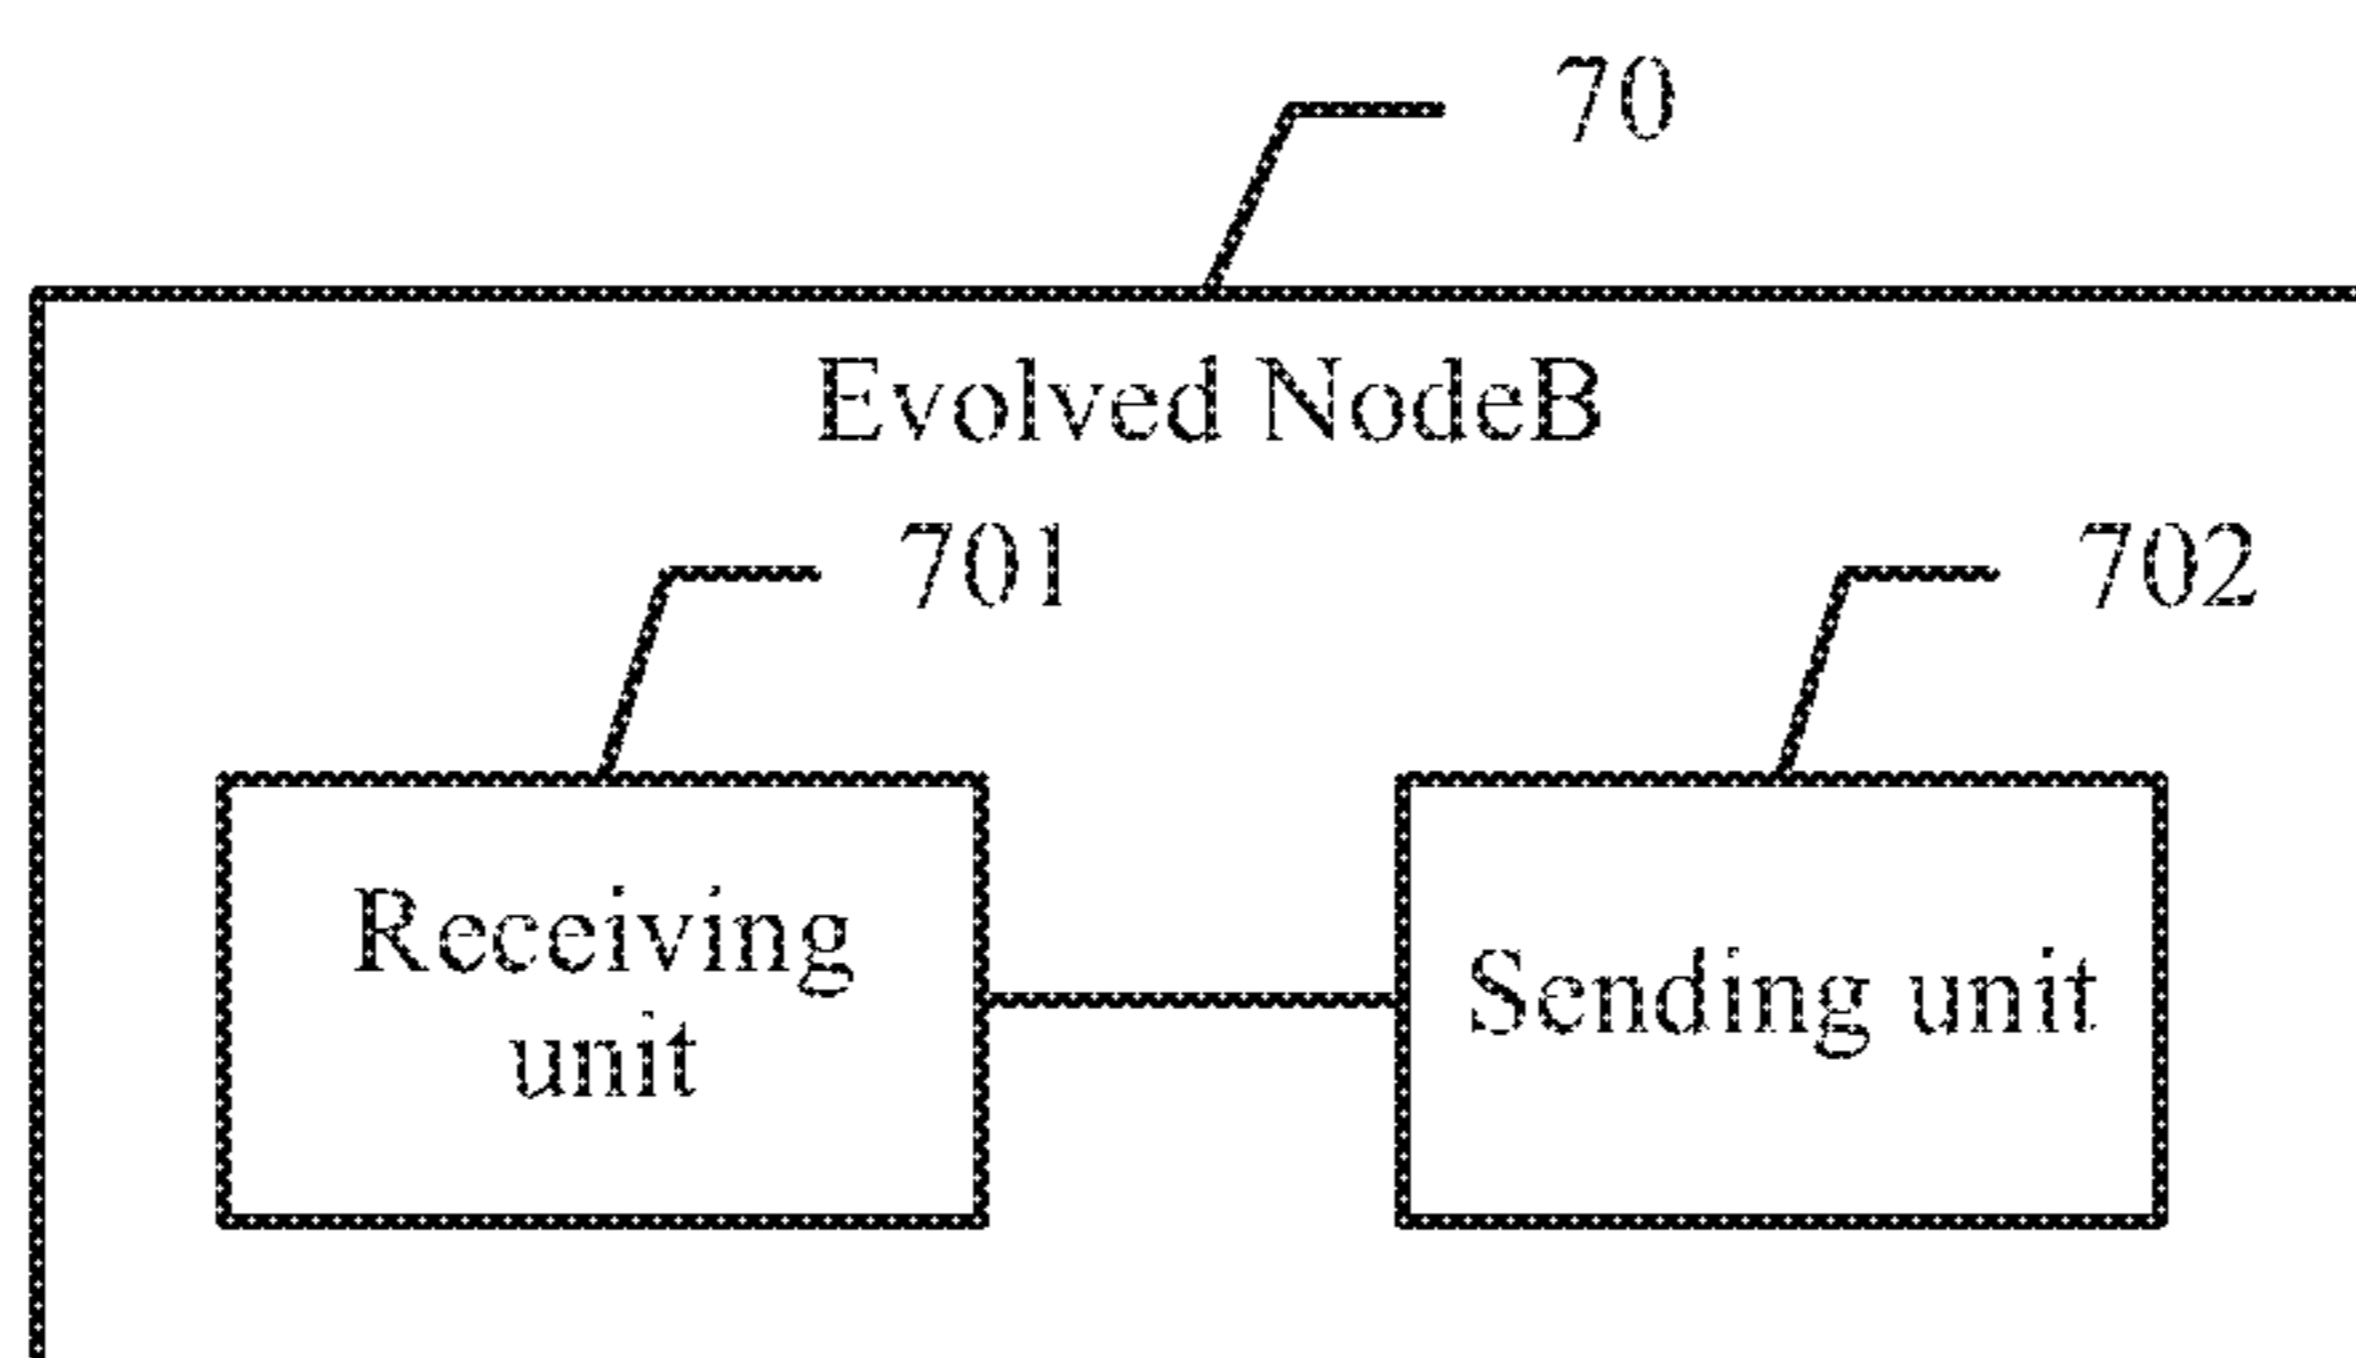 70
Evolved NodeB
701
702
Receiving
unit
Sending unit